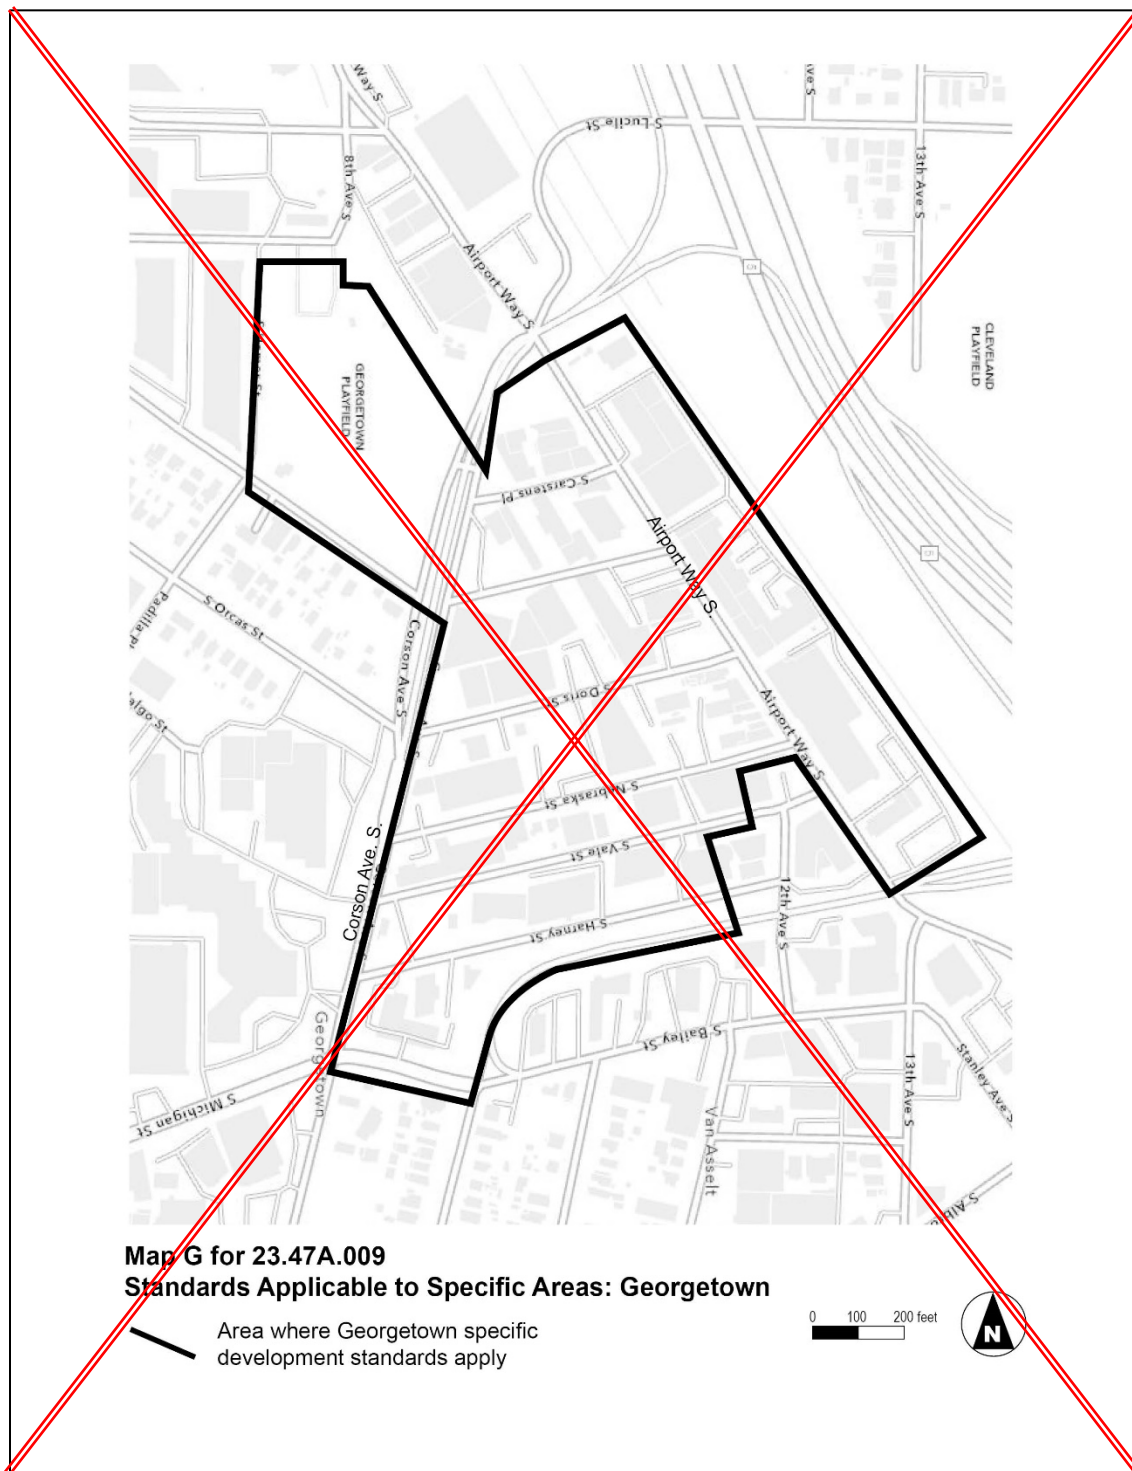 Way S
Ave S
S Lucile St
8th Ave S
13th Ave S
Airport Way S
5
CLEVELAND
PLAYFIELD
GEORGETOWN
PLAYFIELD
S Carstens Pl
Airport Way S.
5
S Orcas St
Padilla Pl
Corson Ave S
S Doris St
Airport Way S
S Nebraska St
Corson Ave. S.
S Vale St
12th Ave S
S Harney St
Georgetown
S Bailey St
13th Ave S
Stanley Ave S
S Michigan St
Van Asselt
Map G for 23.47A.009
Standards Applicable to Specific Areas: Georgetown
0 100 200 feet
N
Area where Georgetown specific
development standards apply